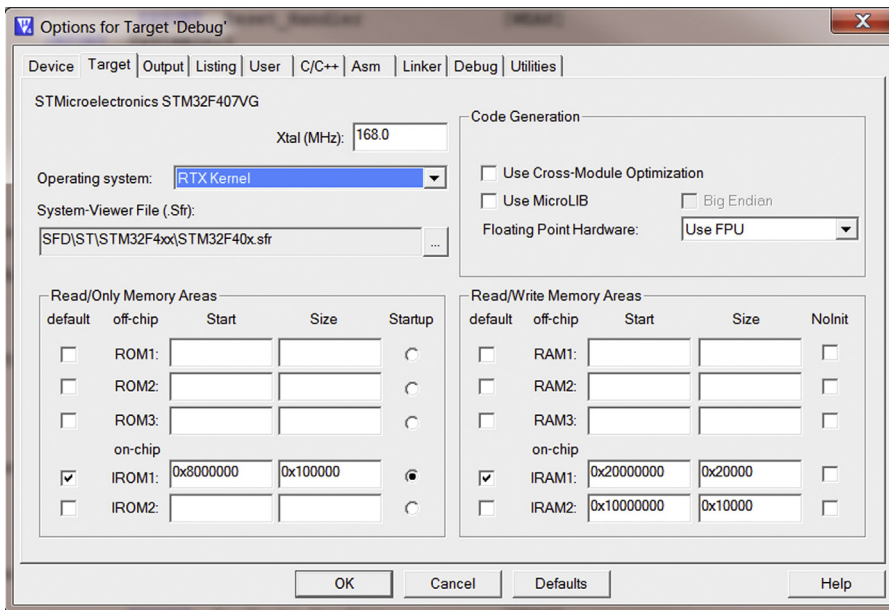 Options for Target 'Debug'
Device Target Output Listing User C/C++ Asm Linker Debug Utilities
STMicroelectronics STM32F407VG
Xtal (MHz): 168.0
Operating system: RTX Kernel
System-Viewer File (.Sfr):
SFD\ST\STM32F4xx\STM32F40x.sfr ...
Code Generation
Use Cross-Module Optimization
Use MicroLIB Big Endian
Floating Point Hardware: Use FPU
Read/Only Memory Areas
default off-chip Start Size Startup
ROM1:
ROM2:
ROM3:
on-chip
IROM1: 0x8000000 0x100000
IROM2:
Read/Write Memory Areas
default off-chip Start Size NoInit
RAM1:
RAM2:
RAM3:
on-chip
IRAM1: 0x20000000 0x20000
IRAM2: 0x10000000 0x10000
OK Cancel Defaults Help